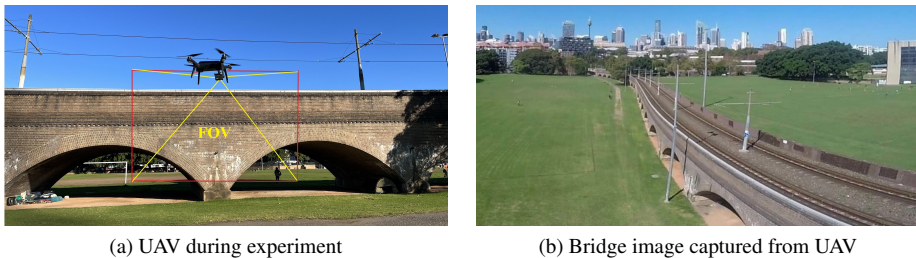 FOV
(a) UAV during experiment
(b) Bridge image captured from UAV